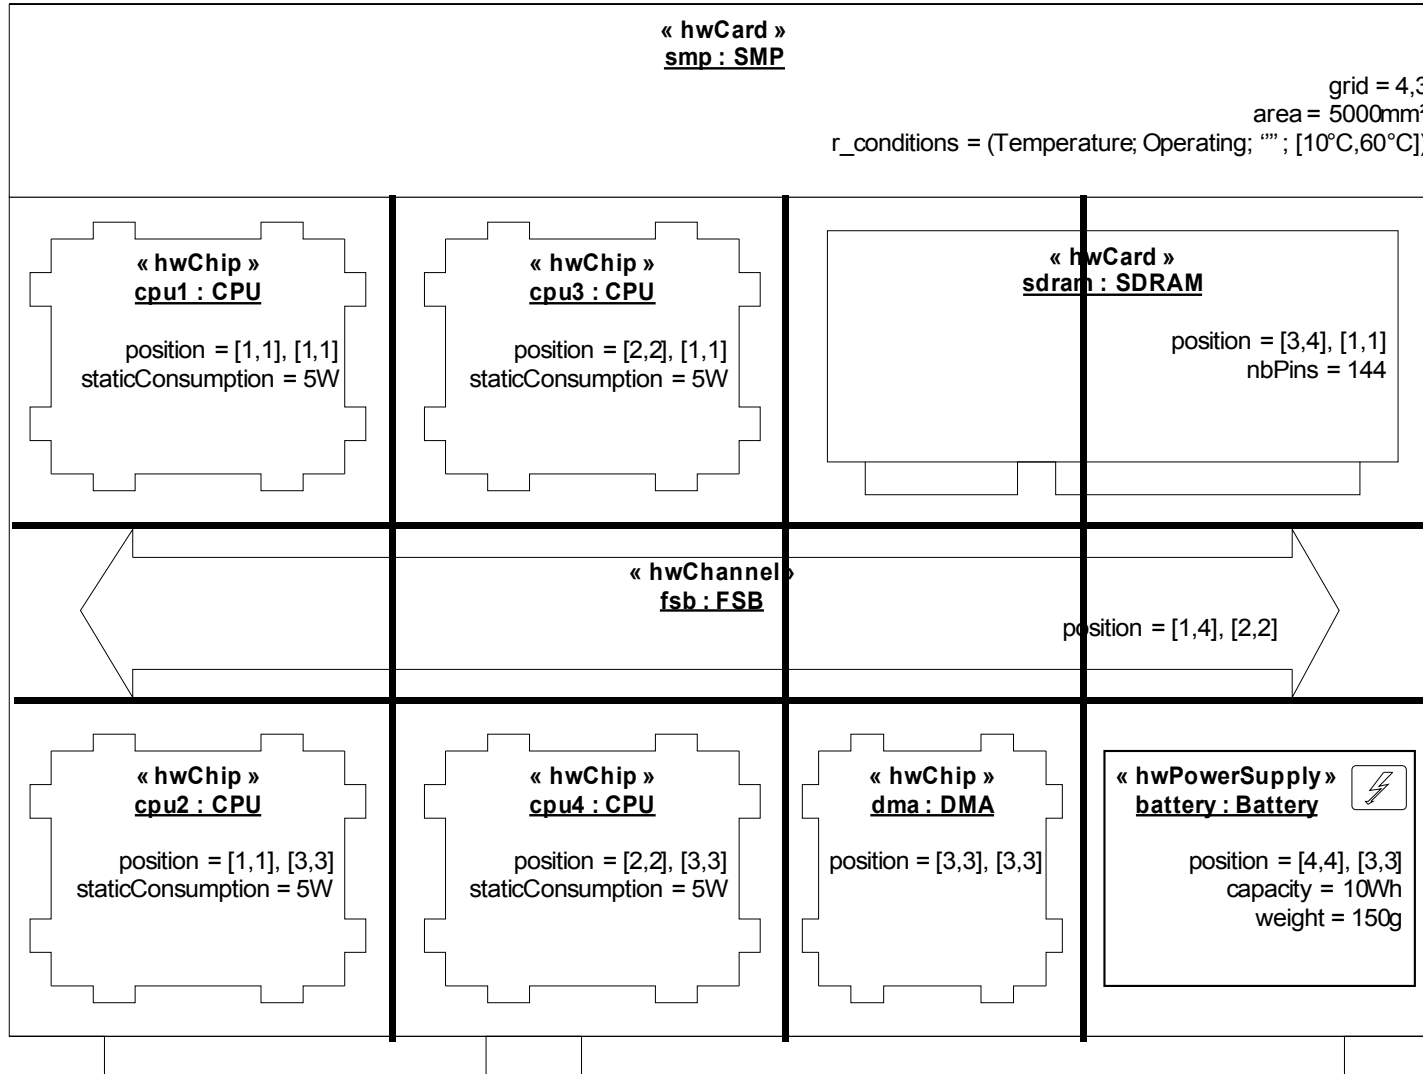 « hwCard »
smp : SMP
grid = 4,3
area = 5000mm²
r_conditions = (Temperature; Operating; “” ; [10°C,60°C])
« hwChip »
cpu1 : CPU
position = [1,1], [1,1]
staticConsumption = 5W
« hwChip »
cpu3 : CPU
position = [2,2], [1,1]
staticConsumption = 5W
« hwCard »
sdram : SDRAM
position = [3,4], [1,1]
nbPins = 144
« hwChannel »
fsb : FSB
position = [1,4], [2,2]
« hwChip »
cpu2 : CPU
position = [1,1], [3,3]
staticConsumption = 5W
« hwChip »
cpu4 : CPU
position = [2,2], [3,3]
staticConsumption = 5W
« hwChip »
dma : DMA
position = [3,3], [3,3]
« hwPowerSupply »
battery : Battery
position = [4,4], [3,3]
capacity = 10Wh
weight = 150g